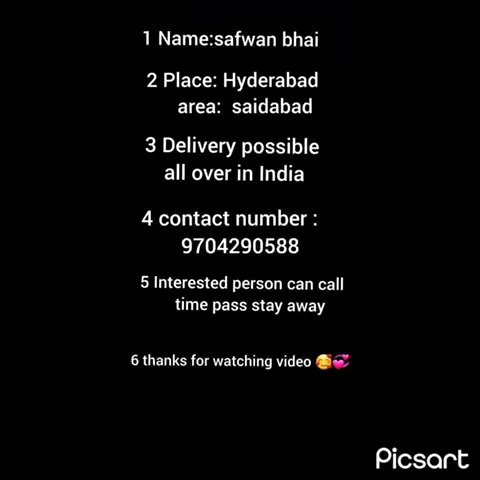 1 Name:safwan bhai
2 Place: Hyderabad
area: saidabad
3 Delivery possible
all over in India
4 contact number :
9704290588
5 Interested person can call
time pass stay away
6 thanks for watching video 🥰💞
Picsart